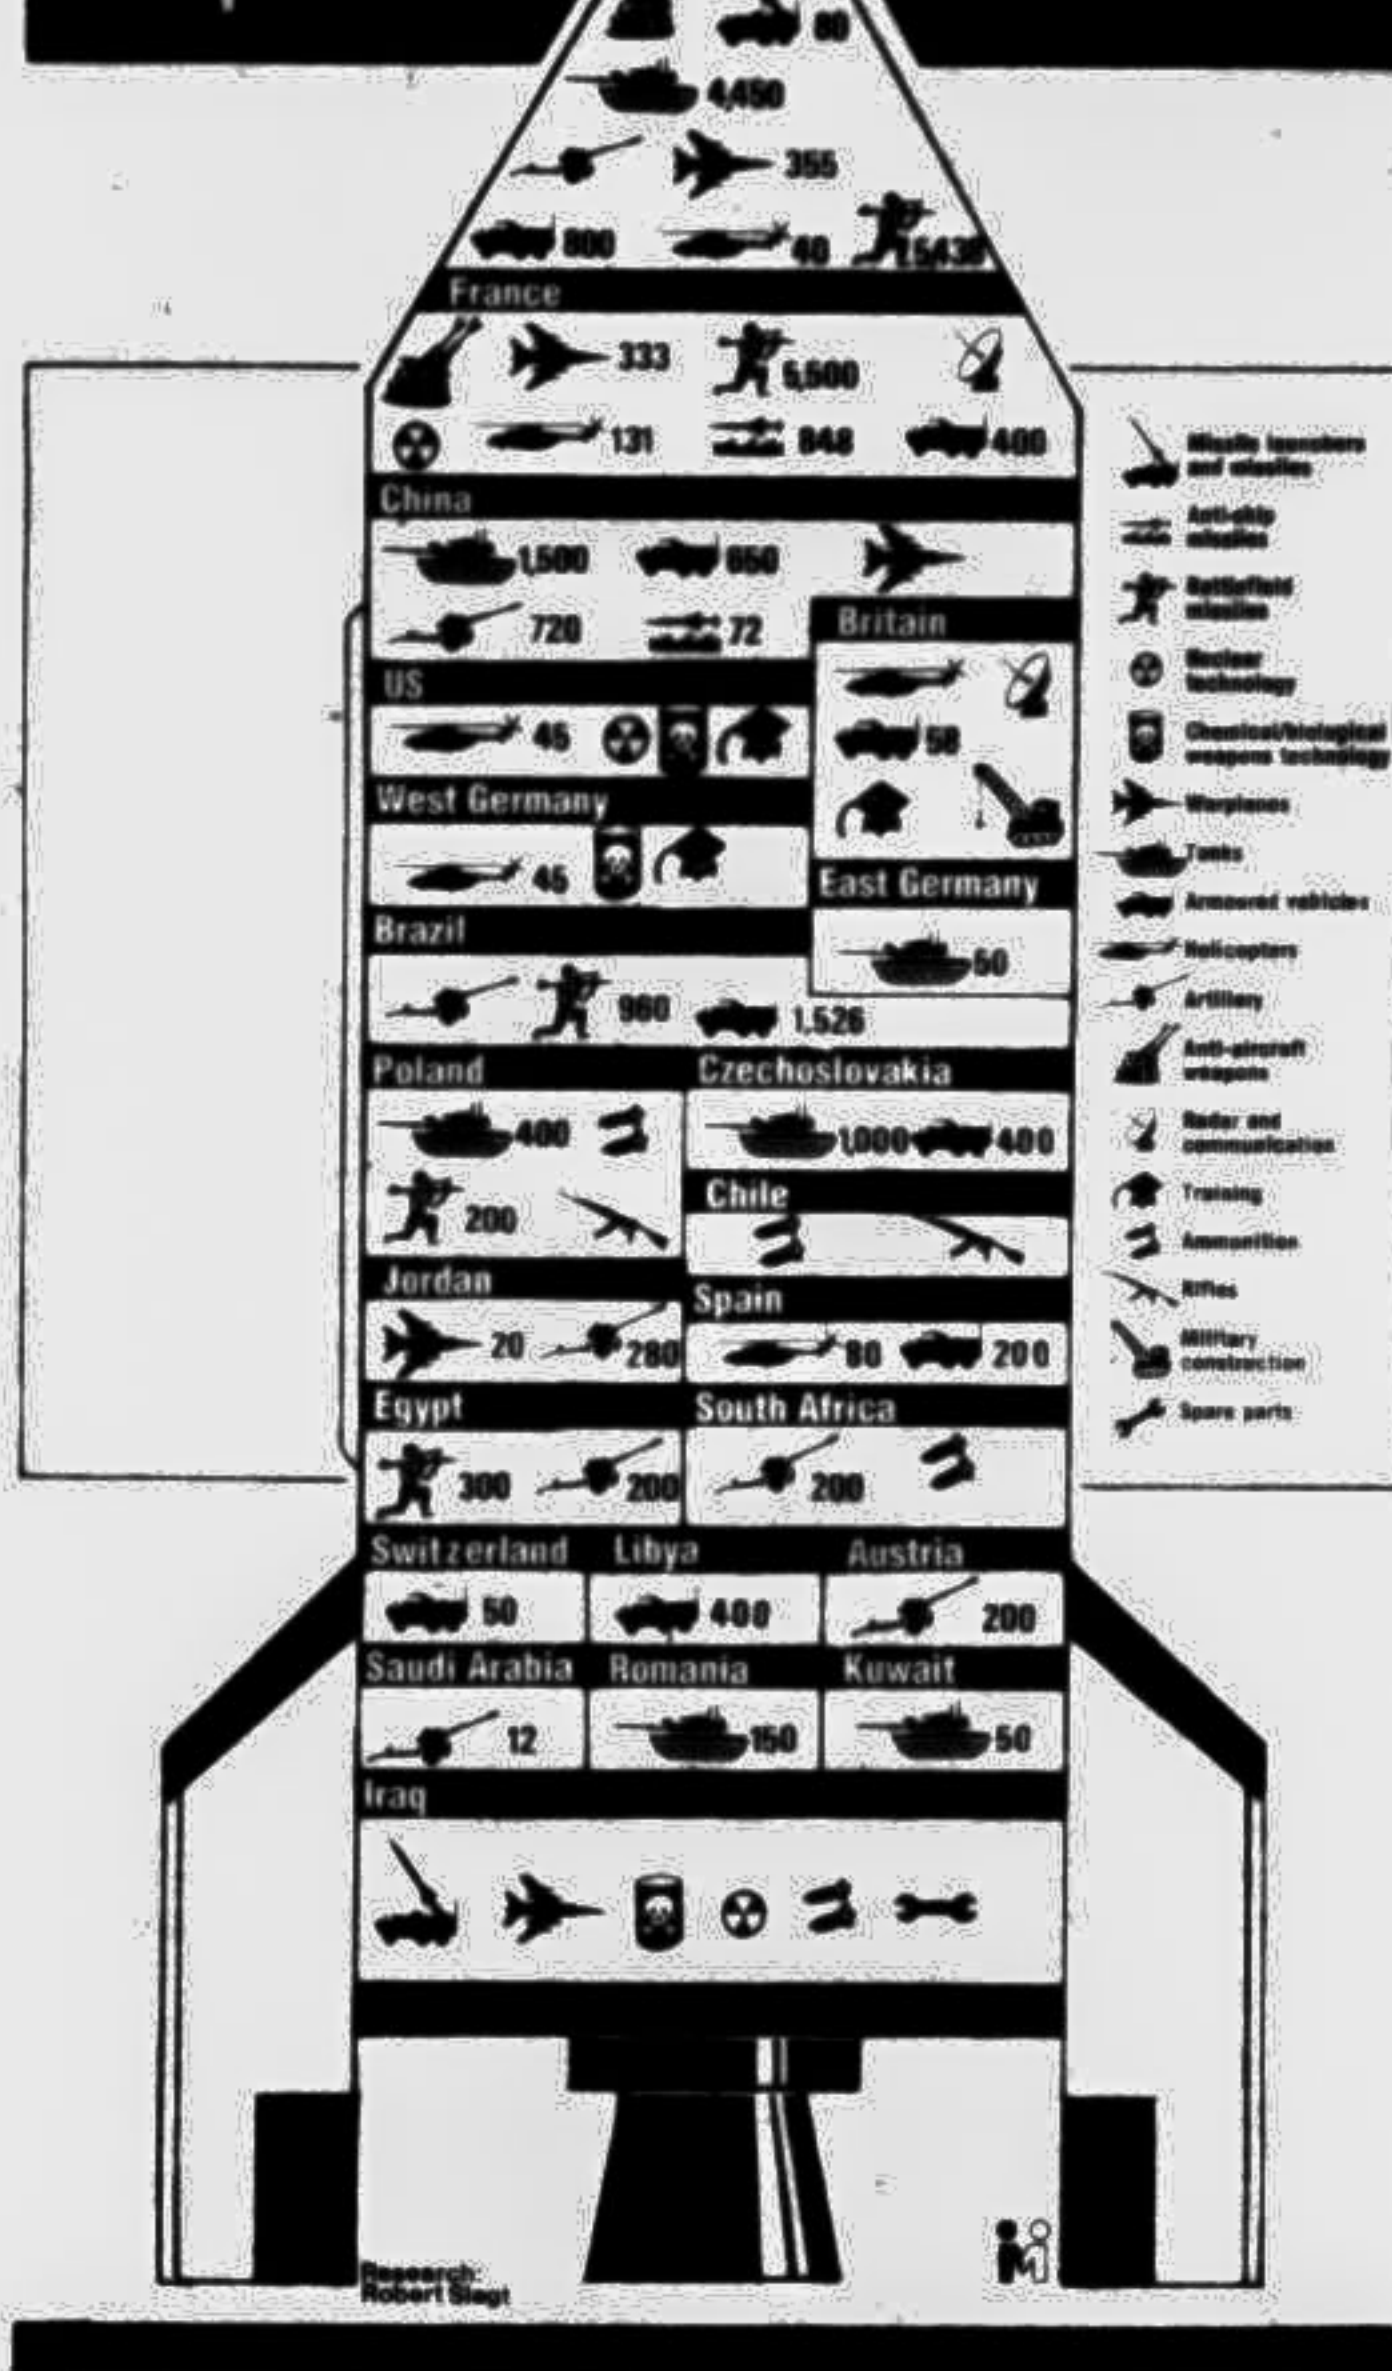 80
4,450
355
800 40 15,438
France
333 5,500
131 848 400
China
1,500 650
720 72
Britain
58
US
45
West Germany
45
East Germany
50
Brazil
960 1,526
Poland
400
200
Czechoslovakia
1,000 400
Chile
Jordan
20 280
Spain
80 200
Egypt
300 200
South Africa
200
Switzerland Libya Austria
50 400 200
Saudi Arabia Romania Kuwait
12 150 50
Iraq
Missile launchers
and missiles
Anti-ship
missiles
Battlefield
missiles
Nuclear
technology
Chemical/biological
weapons technology
Warplanes
Tanks
Armoured vehicles
Helicopters
Artillery
Anti-aircraft
weapons
Radar and
communication
Training
Ammunition
Rifles
Military
construction
Spare parts
Research:
Robert